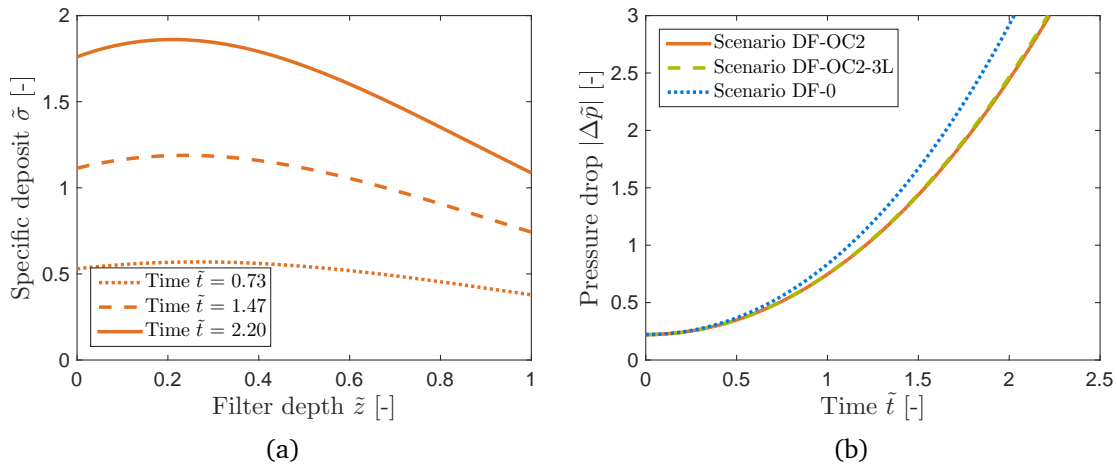 2
1.5
1
0.5
0
Specific deposit σ̃ [-]
Time t̃ = 0.73
Time t̃ = 1.47
Time t̃ = 2.20
0 0.2 0.4 0.6 0.8 1
Filter depth z̃ [-]
(a)
3
2.5
2
1.5
1
0.5
0
Pressure drop |Δp̃| [-]
Scenario DF-OC2
Scenario DF-OC2-3L
Scenario DF-0
0 0.5 1 1.5 2 2.5
Time t̃ [-]
(b)